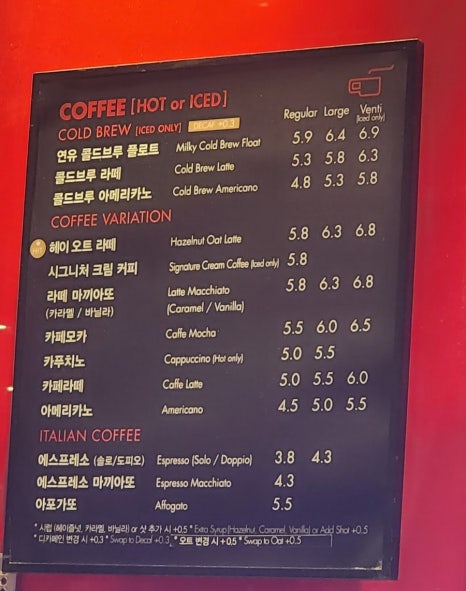 COFFEE [HOT or ICED]
Regular Large Venti
(Iced only)
COLD BREW [ICED ONLY] DECAF +0.3
연유 콜드브루 플로트 Milky Cold Brew Float 5.9 6.4 6.9
콜드브루 라떼 Cold Brew Latte 5.3 5.8 6.3
콜드브루 아메리카노 Cold Brew Americano 4.8 5.3 5.8
COFFEE VARIATION
헤이 오트 라떼 Hazelnut Oat Latte 5.8 6.3 6.8
시그니처 크림 커피 Signature Cream Coffee (Iced only) 5.8
라떼 마끼아또 Latte Macchiato 5.8 6.3 6.8
(카라멜 / 바닐라) (Caramel / Vanilla)
카페모카 Caffe Mocha 5.5 6.0 6.5
카푸치노 Cappuccino (Hot only) 5.0 5.5
카페라떼 Caffe Latte 5.0 5.5 6.0
아메리카노 Americano 4.5 5.0 5.5
ITALIAN COFFEE
에스프레소 (솔로/도피오) Espresso (Solo / Doppio) 3.8 4.3
에스프레소 마끼아또 Espresso Macchiato 4.3
아포가토 Affogato 5.5
* 시럽 (헤이즐넛, 카라멜, 바닐라) or 샷 추가 시 +0.5 * Extra Syrup(Hazelnut, Caramel, Vanilla) or Add Shot +0.5
* 디카페인 변경 시 +0.3 * Swap to Decaf +0.3 * 오트 변경 시 +0.5 * Swap to Oat +0.5